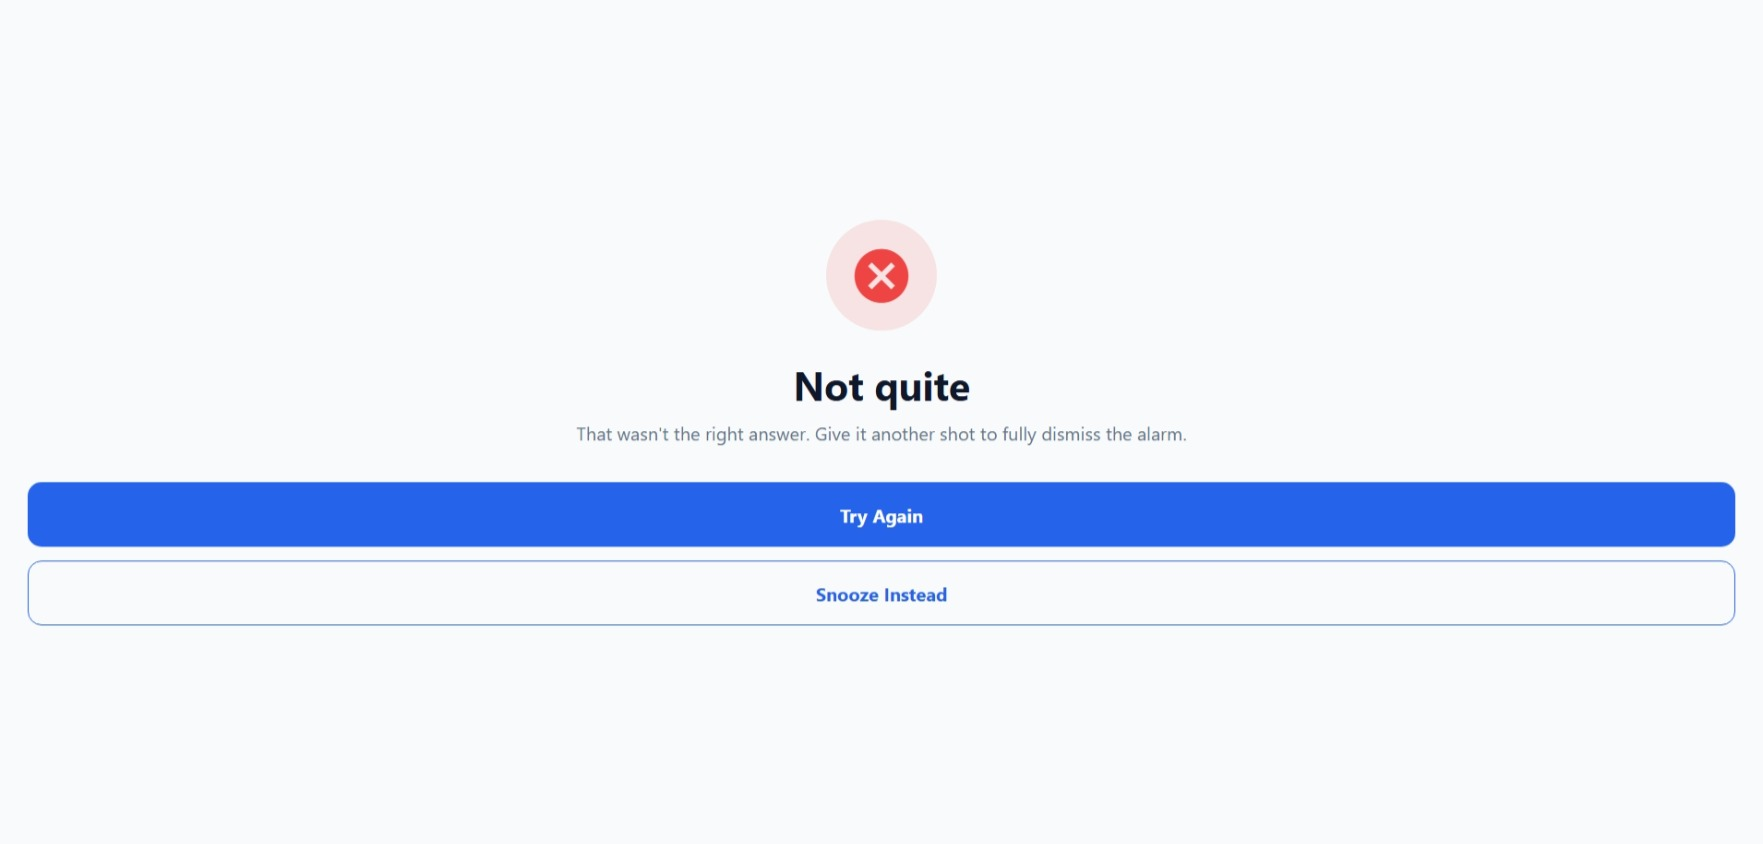 Not quite
That wasn't the right answer. Give it another shot to fully dismiss the alarm.
Try Again
Snooze Instead